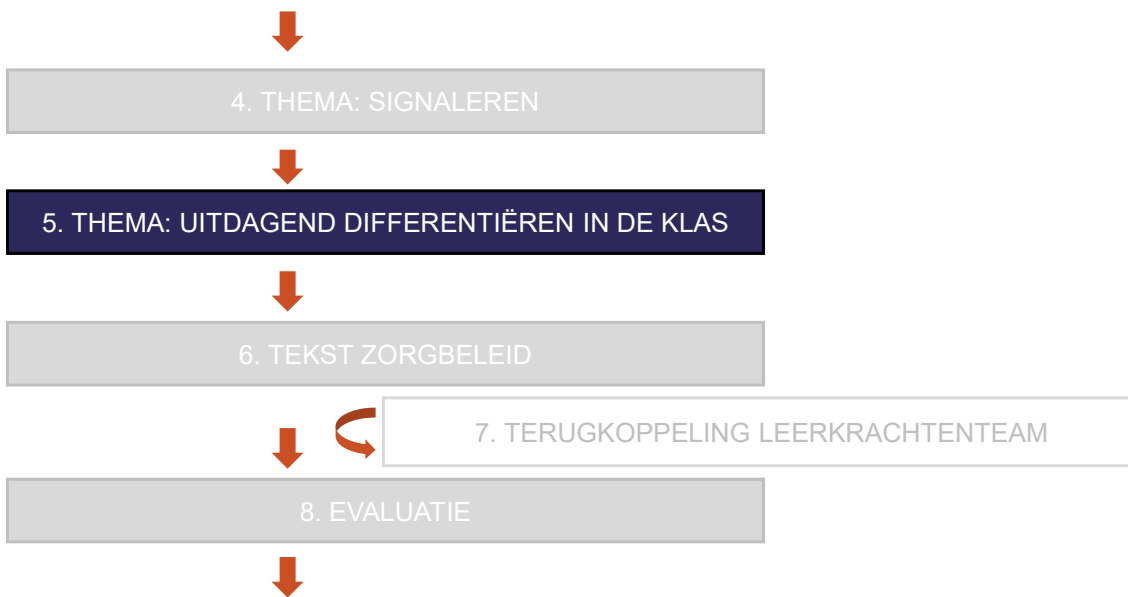 4. THEMA: SIGNALEREN
5. THEMA: UITDAGEND DIFFERENTIËREN IN DE KLAS
6. TEKST ZORGBELEID
7. TERUGKOPPELING LEERKRACHTENTEAM
8. EVALUATIE